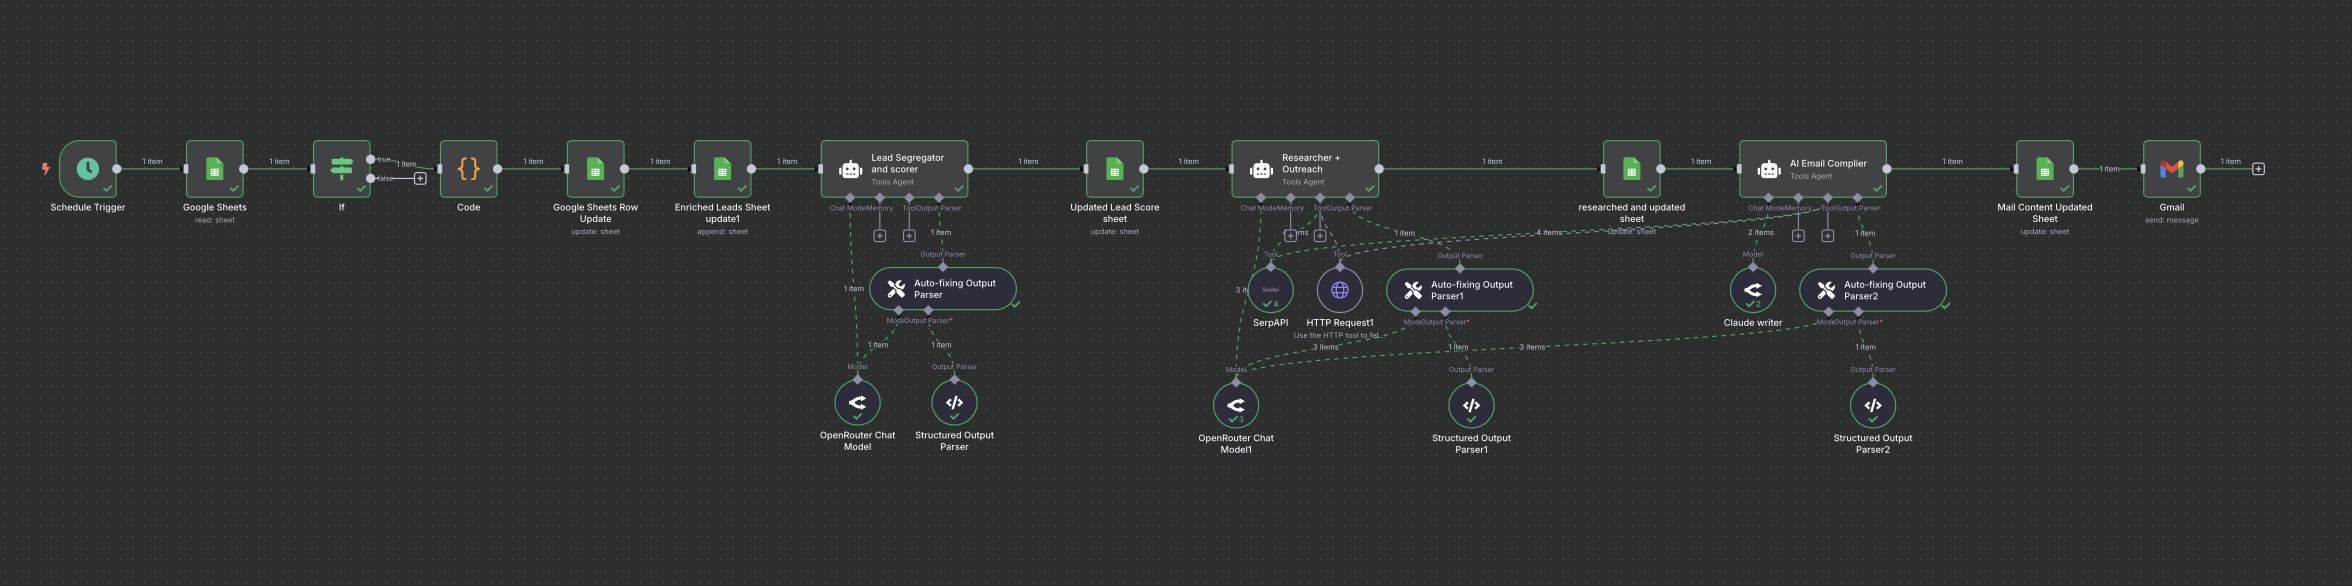 1 item
1 item
true
1 item
false
1 item
1 item
1 item
Lead Segregator
and scorer
Tools Agent
1 item
1 item
Researcher +
Outreach
Tools Agent
1 item
1 item
AI Email Complier
Tools Agent
1 item
1 item
1 item
Schedule Trigger
Google Sheets
read: sheet
If
Code
Google Sheets Row
Update
update: sheet
Enriched Leads Sheet
update1
append: sheet
Chat Model
Memory
Tool
Output Parser
Updated Lead Score
sheet
update: sheet
Chat Model
Memory
Tool
Output Parser
researched and updated
sheet
update: sheet
Chat Model
Memory
Tool
Output Parser
Mail Content Updated
Sheet
update: sheet
Gmail
send: message
1 item
1 item
4 items
2 items
1 item
Output Parser
Tool
Tool
Output Parser
Model
Output Parser
Auto-fixing Output
Parser
1 item
SerpApi
4
SerpAPI
HTTP Request1
Use the HTTP tool to fet...
Auto-fixing Output
Parser1
2
Claude writer
Auto-fixing Output
Parser2
Model
Output Parser*
Model
Output Parser*
Model
Output Parser*
1 item
1 item
3 items
1 item
3 items
1 item
Model
Output Parser
Model
Output Parser
Output Parser
3
OpenRouter Chat
Model
Structured Output
Parser
OpenRouter Chat
Model1
Structured Output
Parser1
Structured Output
Parser2